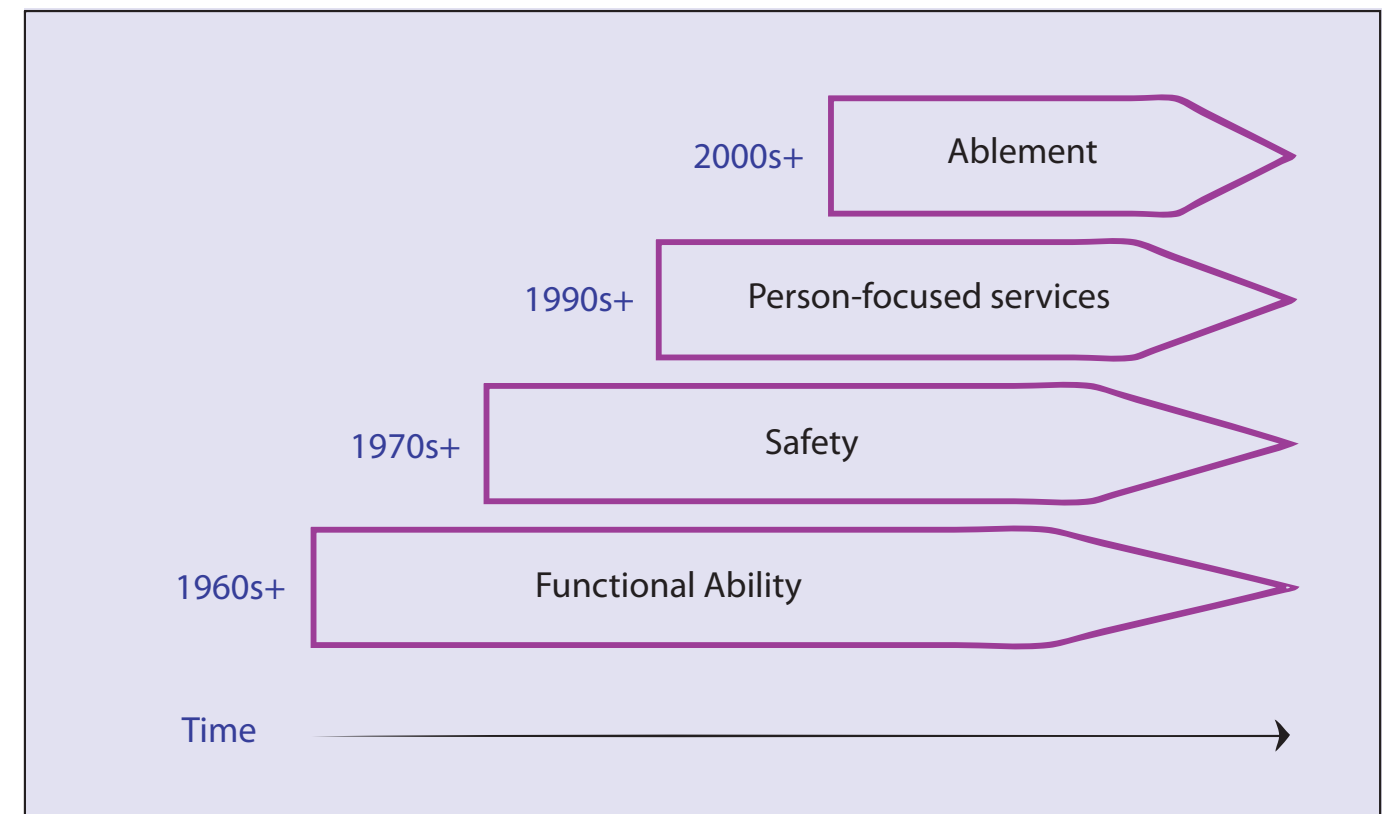 2000s+ Ablement
1990s+ Person-focused services
1970s+ Safety
1960s+ Functional Ability
Time